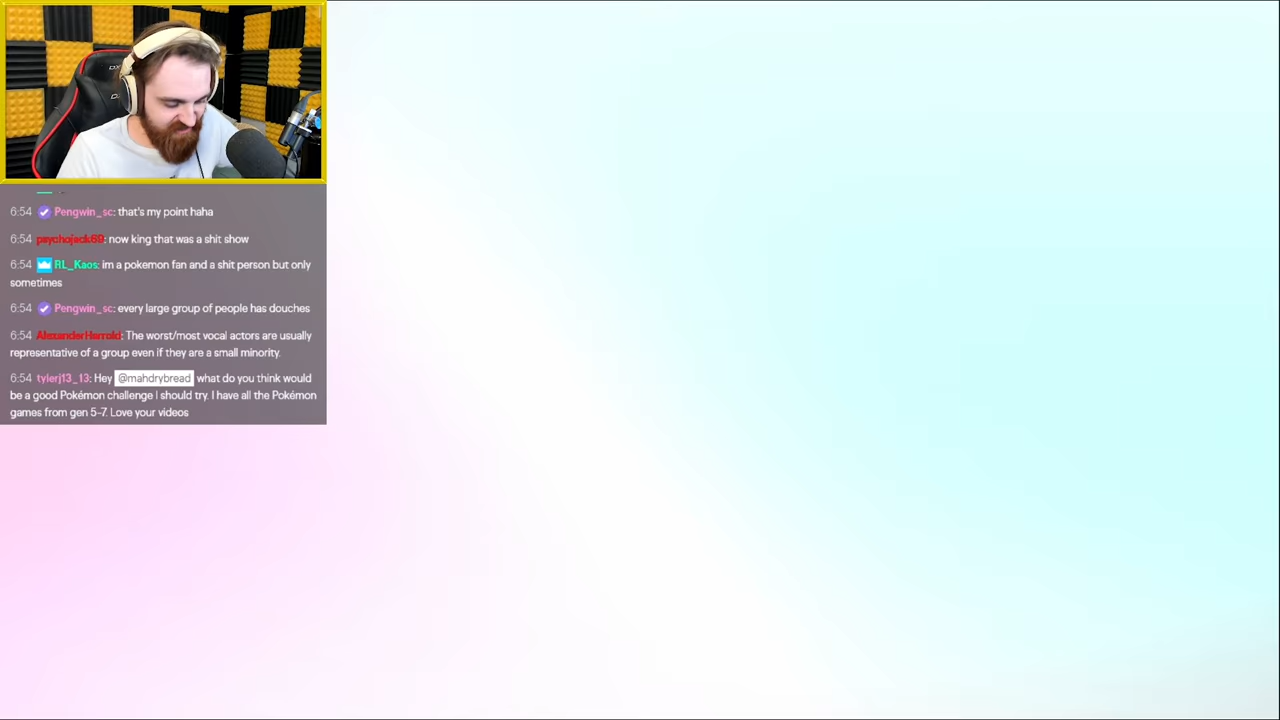 6:54 Pengwin_sc: that's my point haha
6:54 psychojack69: now king that was a shit show
6:54 RL_Kaos: im a pokemon fan and a shit person but only
sometimes
6:54 Pengwin_sc: every large group of people has douches
6:54 AlexanderHerrold: The worst/most vocal actors are usually
representative of a group even if they are a small minority.
6:54 tylerj13_13: Hey @mahdrybread what do you think would
be a good Pokémon challenge I should try. I have all the Pokémon
games from gen 5-7. Love your videos